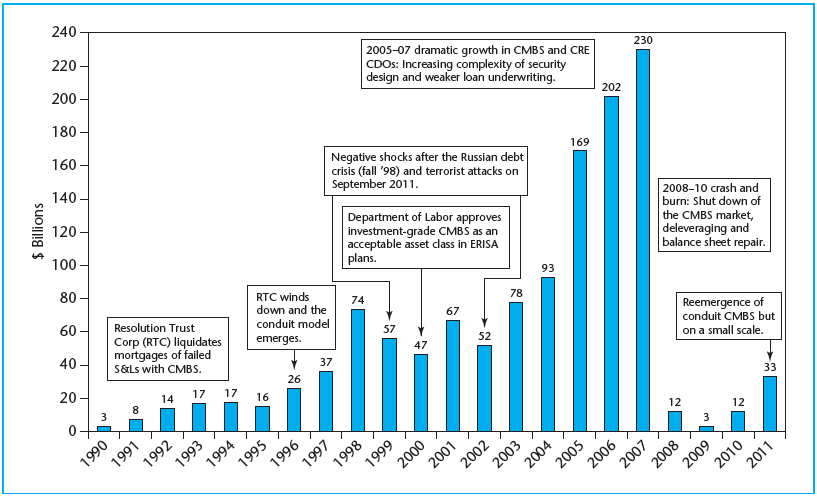 240
220
200
180
160
140
120
100
80
60
40
20
0
$ Billions
2005–07 dramatic growth in CMBS and CRE
CDOs: Increasing complexity of security
design and weaker loan underwriting.
Negative shocks after the Russian debt
crisis (fall ‘98) and terrorist attacks on
September 2011.
Department of Labor approves
investment-grade CMBS as an
acceptable asset class in ERISA
plans.
2008–10 crash and
burn: Shut down of
the CMBS market,
deleveraging and
balance sheet repair.
RTC winds
down and the
conduit model
emerges.
Reemergence of
conduit CMBS but
on a small scale.
Resolution Trust
Corp (RTC) liquidates
mortgages of failed
S&Ls with CMBS.
3
8
14
17
17
16
26
37
74
57
47
67
52
78
93
169
202
230
12
3
12
33
1990
1991
1992
1993
1994
1995
1996
1997
1998
1999
2000
2001
2002
2003
2004
2005
2006
2007
2008
2009
2010
2011